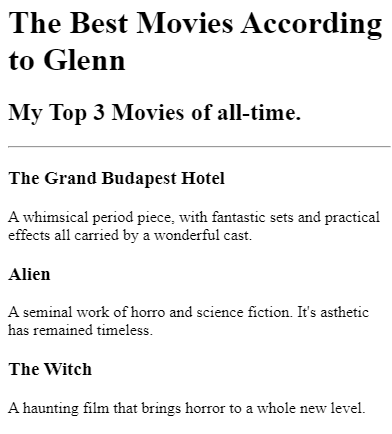 The Best Movies According
to Glenn
My Top 3 Movies of all-time.
The Grand Budapest Hotel
A whimsical period piece, with fantastic sets and practical
effects all carried by a wonderful cast.
Alien
A seminal work of horro and science fiction. It's asthetic
has remained timeless.
The Witch
A haunting film that brings horror to a whole new level.